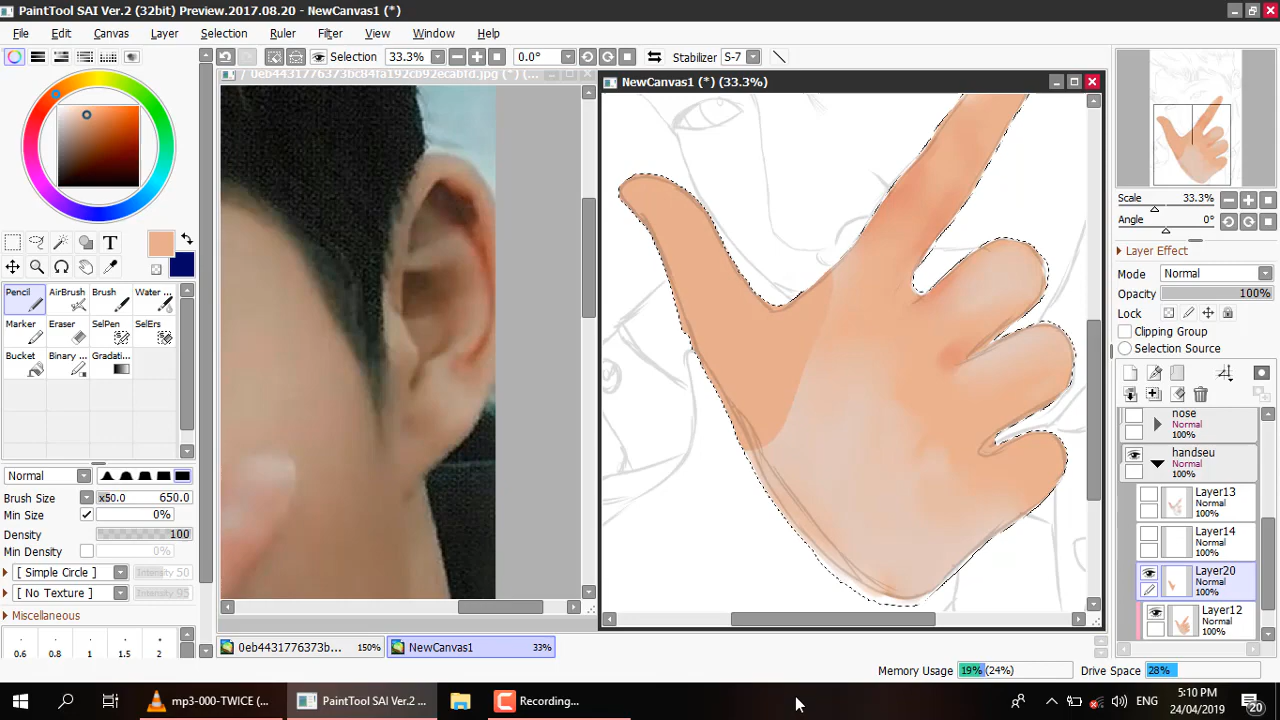 PaintTool SAI Ver.2 (32bit) Preview.2017.08.20 - NewCanvas1 (*)
File Edit Canvas Layer Selection Ruler Filter View Window Help
Selection 33.3% 0.0° Stabilizer S-7
NewCanvas1 (*) (33.3%)
T
Pencil AirBrush Brush Water ...
Marker Eraser SelPen SelErs
Bucket Binary ... Gradati...
Normal
Brush Size x50.0 650.0
Min Size 0%
Density 100
Min Density 0%
[ Simple Circle ] Intensity 50
[ No Texture ] Intensity 95
Miscellaneous
0.6 0.8 1 1.5 2
Scale 33.3%
Angle 0°
Layer Effect
Mode Normal
Opacity 100%
Lock
Clipping Group
Selection Source
nose
Normal
100%
handseu
Normal
100%
Layer13
Normal
100%
Layer14
Normal
100%
Layer20
Normal
100%
Layer12
Normal
100%
0eb4431776373b... 150%
NewCanvas1 33%
Memory Usage 19% (24%) Drive Space 28%
mp3-000-TWICE (... PaintTool SAI Ver.2 ... Recording... ENG
5:10 PM
24/04/2019
20